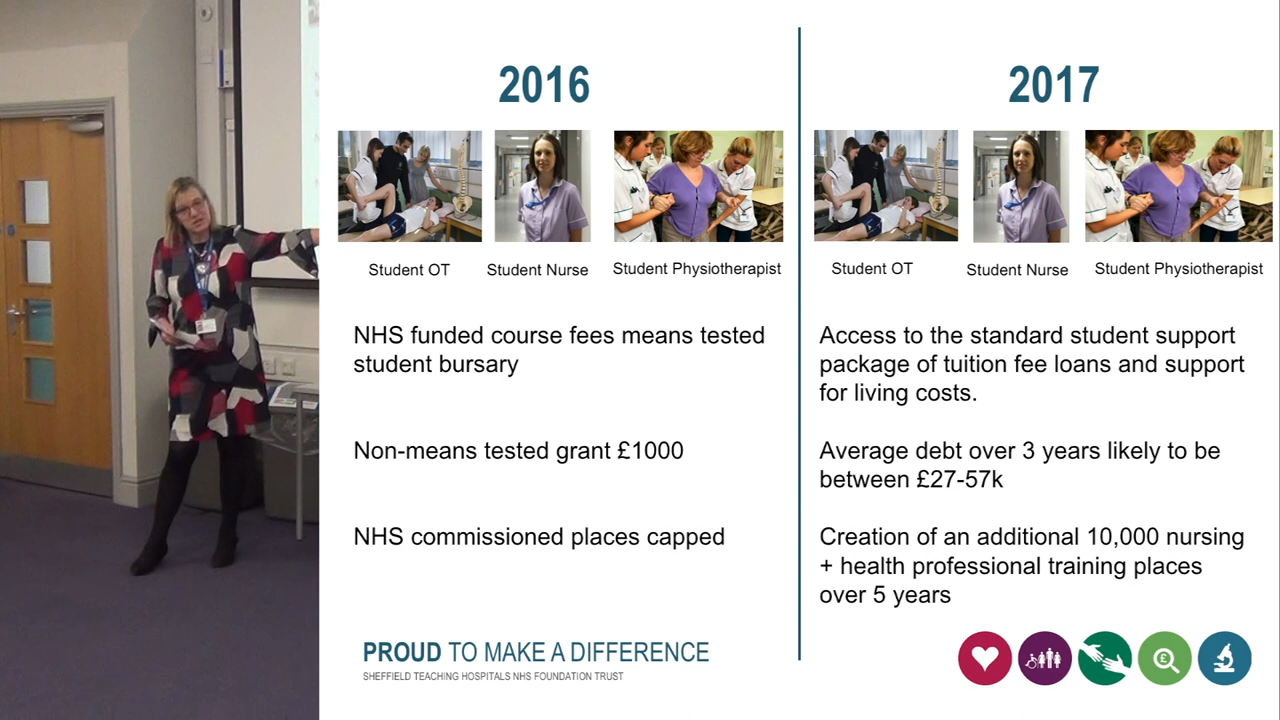 2016
Student OT
Student Nurse
Student Physiotherapist
NHS funded course fees means tested
student bursary
Non-means tested grant £1000
NHS commissioned places capped
2017
Student OT
Student Nurse
Student Physiotherapist
Access to the standard student support
package of tuition fee loans and support
for living costs.
Average debt over 3 years likely to be
between £27-57k
Creation of an additional 10,000 nursing
+ health professional training places
over 5 years
PROUD TO MAKE A DIFFERENCE
SHEFFIELD TEACHING HOSPITALS NHS FOUNDATION TRUST
£